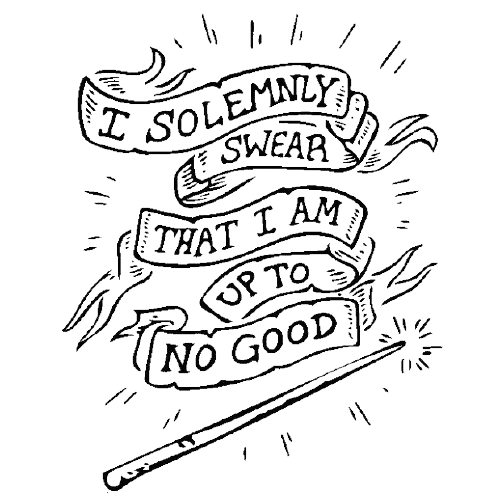 I SOLEMNLY
SWEAR
THAT I AM
UP TO
NO GOOD